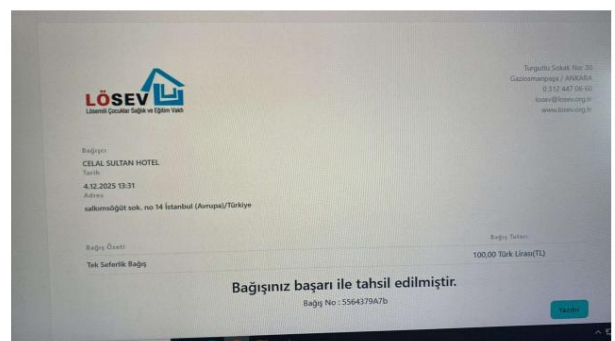 LÖSEV
Lösemili Çocuklar Sağlık ve Eğitim Vakfı
Turgutlu Sokak No: 30
Gaziosmanpaşa / ANKARA
0 312 447 06 60
losev@losev.org.tr
www.losev.org.tr
Bağışçı
CELAL SULTAN HOTEL
Tarih
4.12.2025 13:31
Adres
salkımsöğüt sok. no 14 İstanbul (Avrupa)/Türkiye
Bağış Özeti
Bağış Tutarı
Tek Seferlik Bağış
100,00 Türk Lirası(TL)
Bağışınız başarı ile tahsil edilmiştir.
Bağış No : 5564379A7b
Yazdır